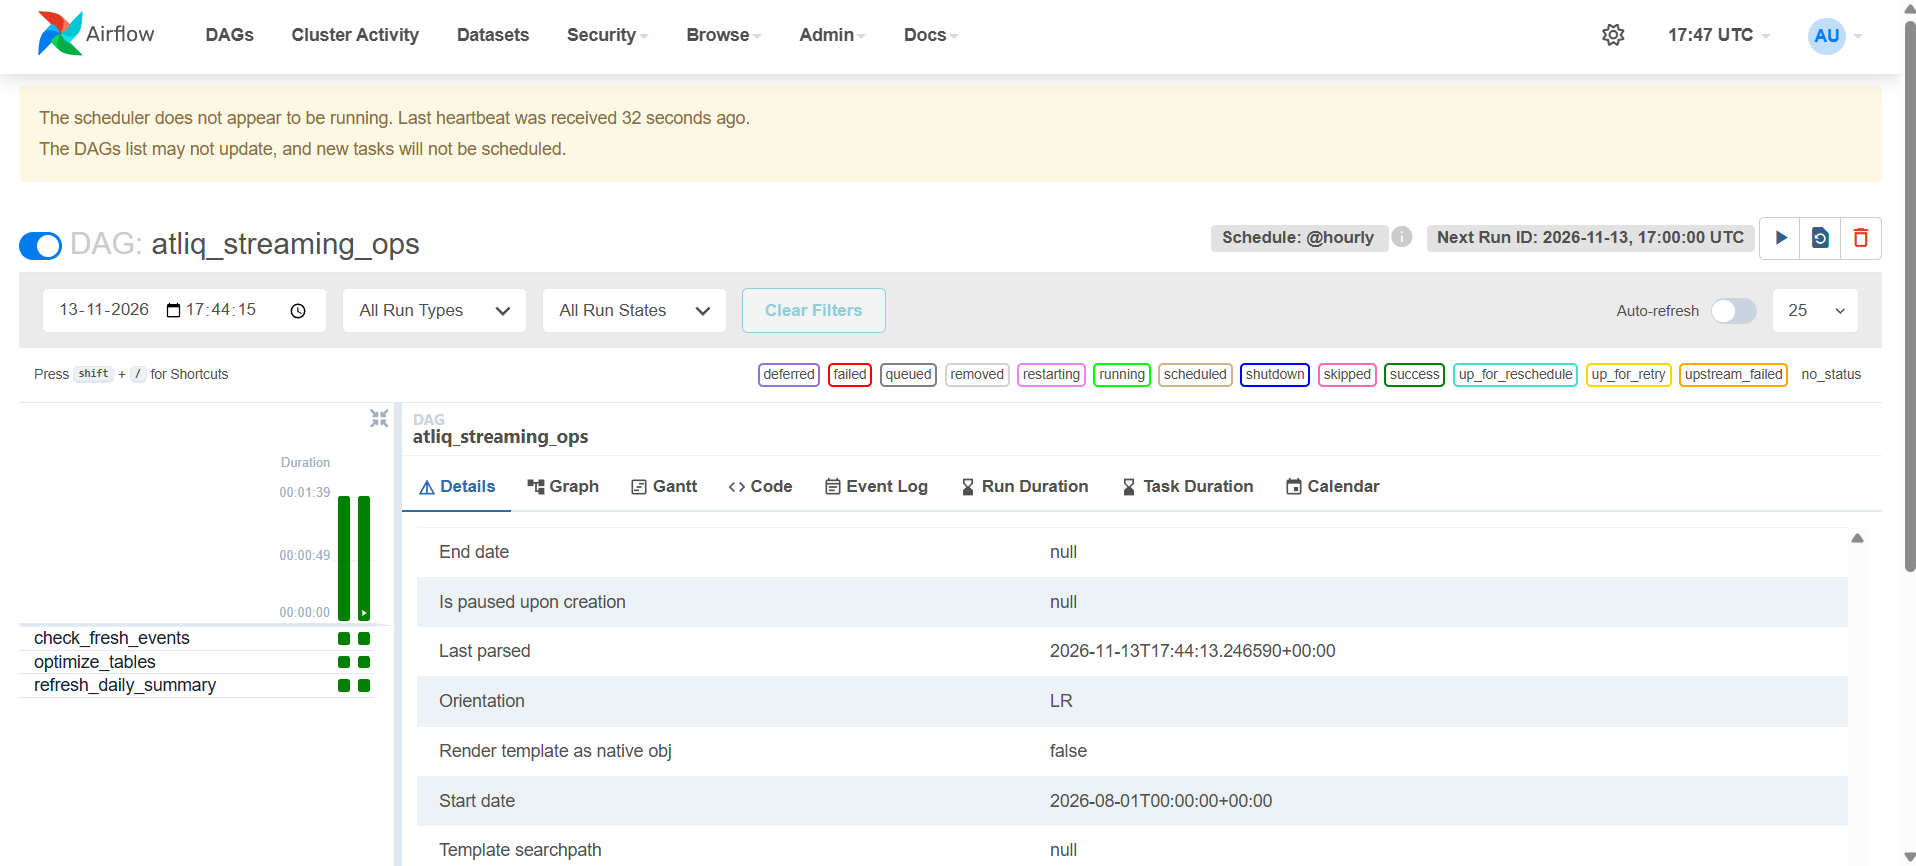 Airflow DAGs Cluster Activity Datasets Security Browse Admin Docs 17:47 UTC AU
The scheduler does not appear to be running. Last heartbeat was received 32 seconds ago.
The DAGs list may not update, and new tasks will not be scheduled.
DAG: atliq_streaming_ops Schedule: @hourly i Next Run ID: 2026-11-13, 17:00:00 UTC
13-11-2026 17:44:15 All Run Types All Run States Clear Filters Auto-refresh 25
Press shift + / for Shortcuts deferred failed queued removed restarting running scheduled shutdown skipped success up_for_reschedule up_for_retry upstream_failed no_status
DAG
atliq_streaming_ops
Duration
00:01:39
00:00:49
00:00:00
check_fresh_events
optimize_tables
refresh_daily_summary
Details Graph Gantt Code Event Log Run Duration Task Duration Calendar
End date null
Is paused upon creation null
Last parsed 2026-11-13T17:44:13.246590+00:00
Orientation LR
Render template as native obj false
Start date 2026-08-01T00:00:00+00:00
Template searchpath null